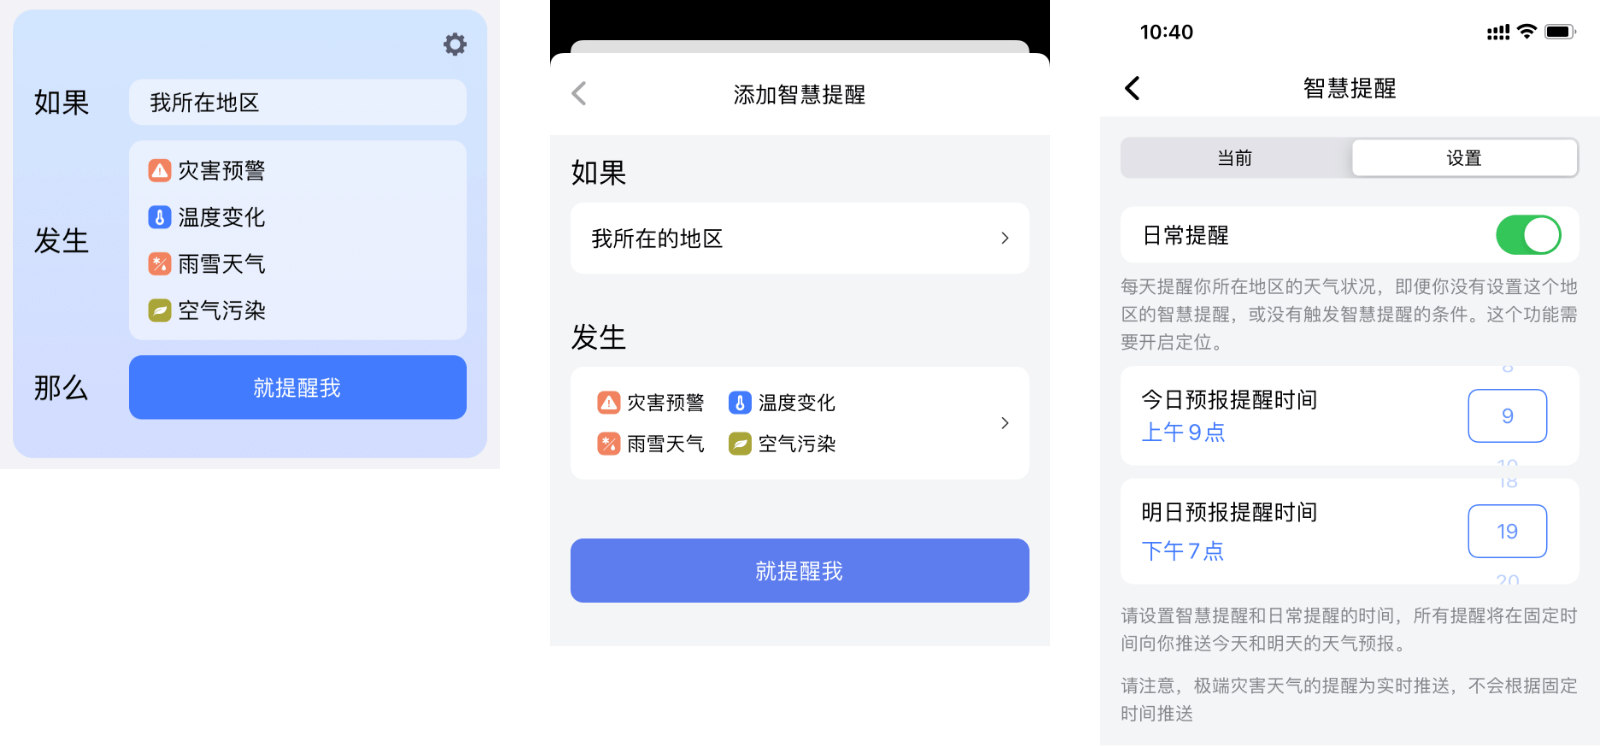 如果
我所在地区
灾害预警
温度变化
发生
雨雪天气
空气污染
那么
就提醒我
添加智慧提醒
如果
我所在的地区
发生
灾害预警 温度变化
雨雪天气 空气污染
就提醒我
10:40
智慧提醒
当前 设置
日常提醒
每天提醒你所在地区的天气状况，即便你没有设置这个地
区的智慧提醒，或没有触发智慧提醒的条件。这个功能需
要开启定位。
8
今日预报提醒时间
9
上午 9 点
10
18
明日预报提醒时间
19
下午 7 点
20
请设置智慧提醒和日常提醒的时间，所有提醒将在固定时
间向你推送今天和明天的天气预报。
请注意，极端灾害天气的提醒为实时推送，不会根据固定
时间推送